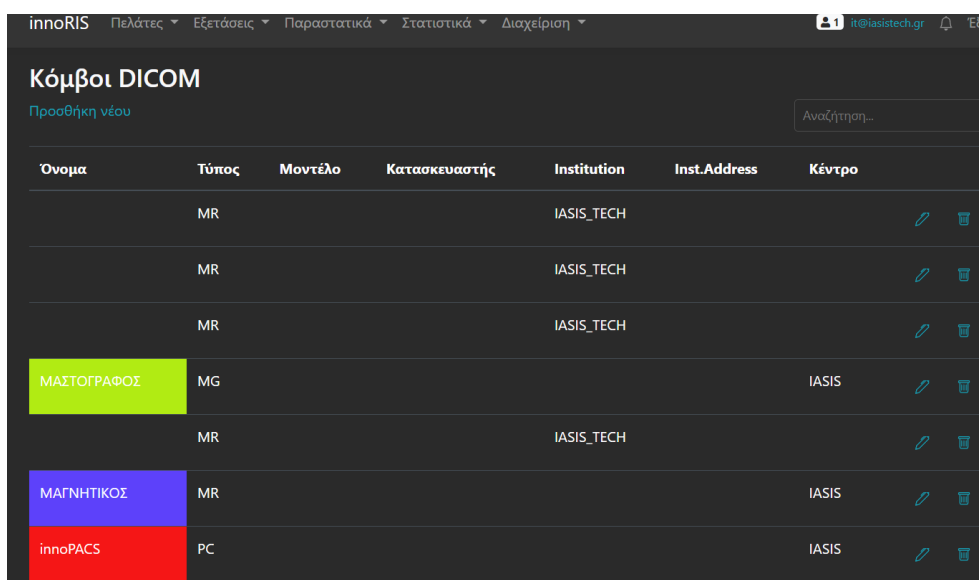 innoRIS Πελάτες Εξετάσεις Παραστατικά Στατιστικά Διαχείριση 1 it@iasistech.gr
Κόμβοι DICOM
Προσθήκη νέου
Αναζήτηση...
Όνομα Τύπος Μοντέλο Κατασκευαστής Institution Inst.Address Κέντρο
MR IASIS_TECH
MR IASIS_TECH
MR IASIS_TECH
ΜΑΣΤΟΓΡΑΦΟΣ MG IASIS
MR IASIS_TECH
ΜΑΓΝΗΤΙΚΟΣ MR IASIS
innoPACS PC IASIS